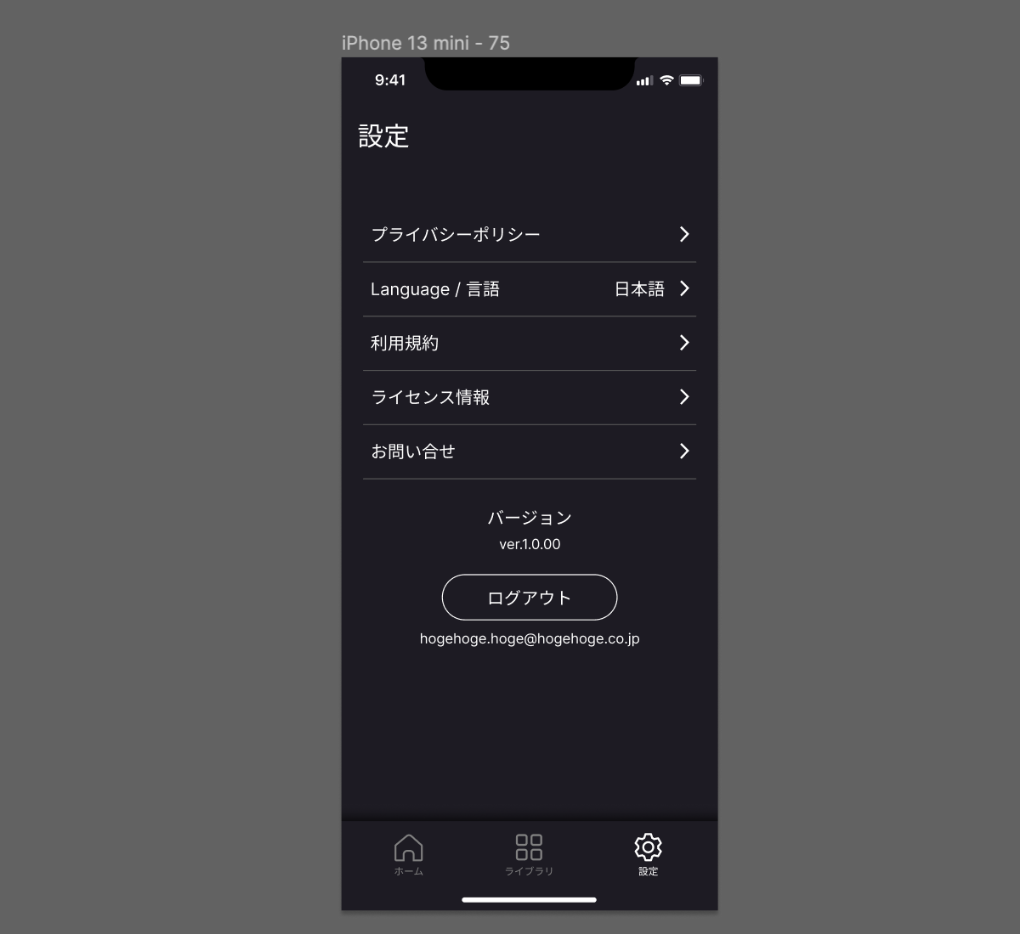 iPhone 13 mini - 75
9:41
設定
プライバシーポリシー
Language / 言語 日本語
利用規約
ライセンス情報
お問い合せ
バージョン
ver.1.0.00
ログアウト
hogehoge.hoge@hogehoge.co.jp
ホーム ライブラリ 設定